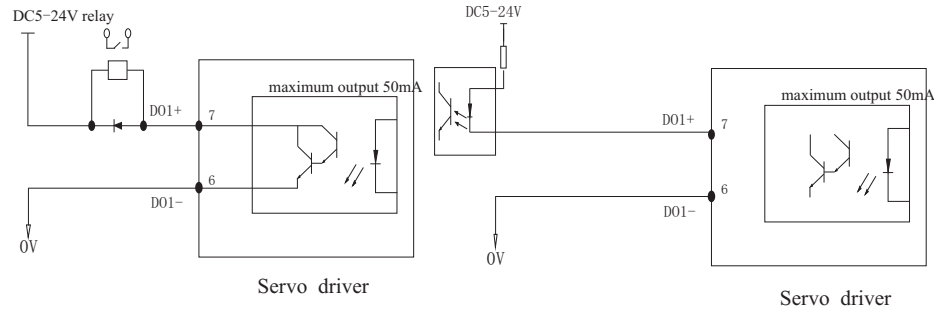 DC5-24V relay
maximum output 50mA
DO1+
7
6
DO1-
0V
Servo driver
DC5-24V
maximum output 50mA
DO1+
7
6
DO1-
0V
Servo driver